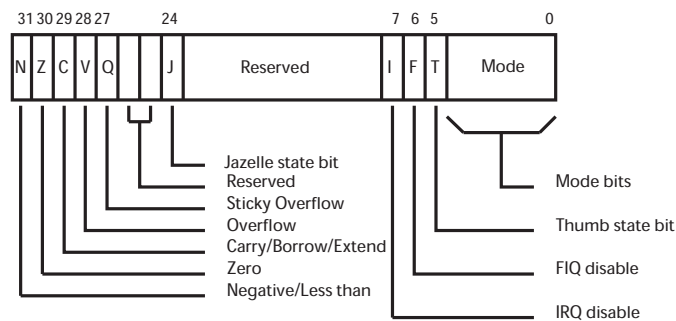 31 30 29 28 27 24 7 6 5 0
N Z C V Q J Reserved I F T Mode
Jazelle state bit
Reserved
Sticky Overflow
Overflow
Carry/Borrow/Extend
Zero
Negative/Less than
Mode bits
Thumb state bit
FIQ disable
IRQ disable